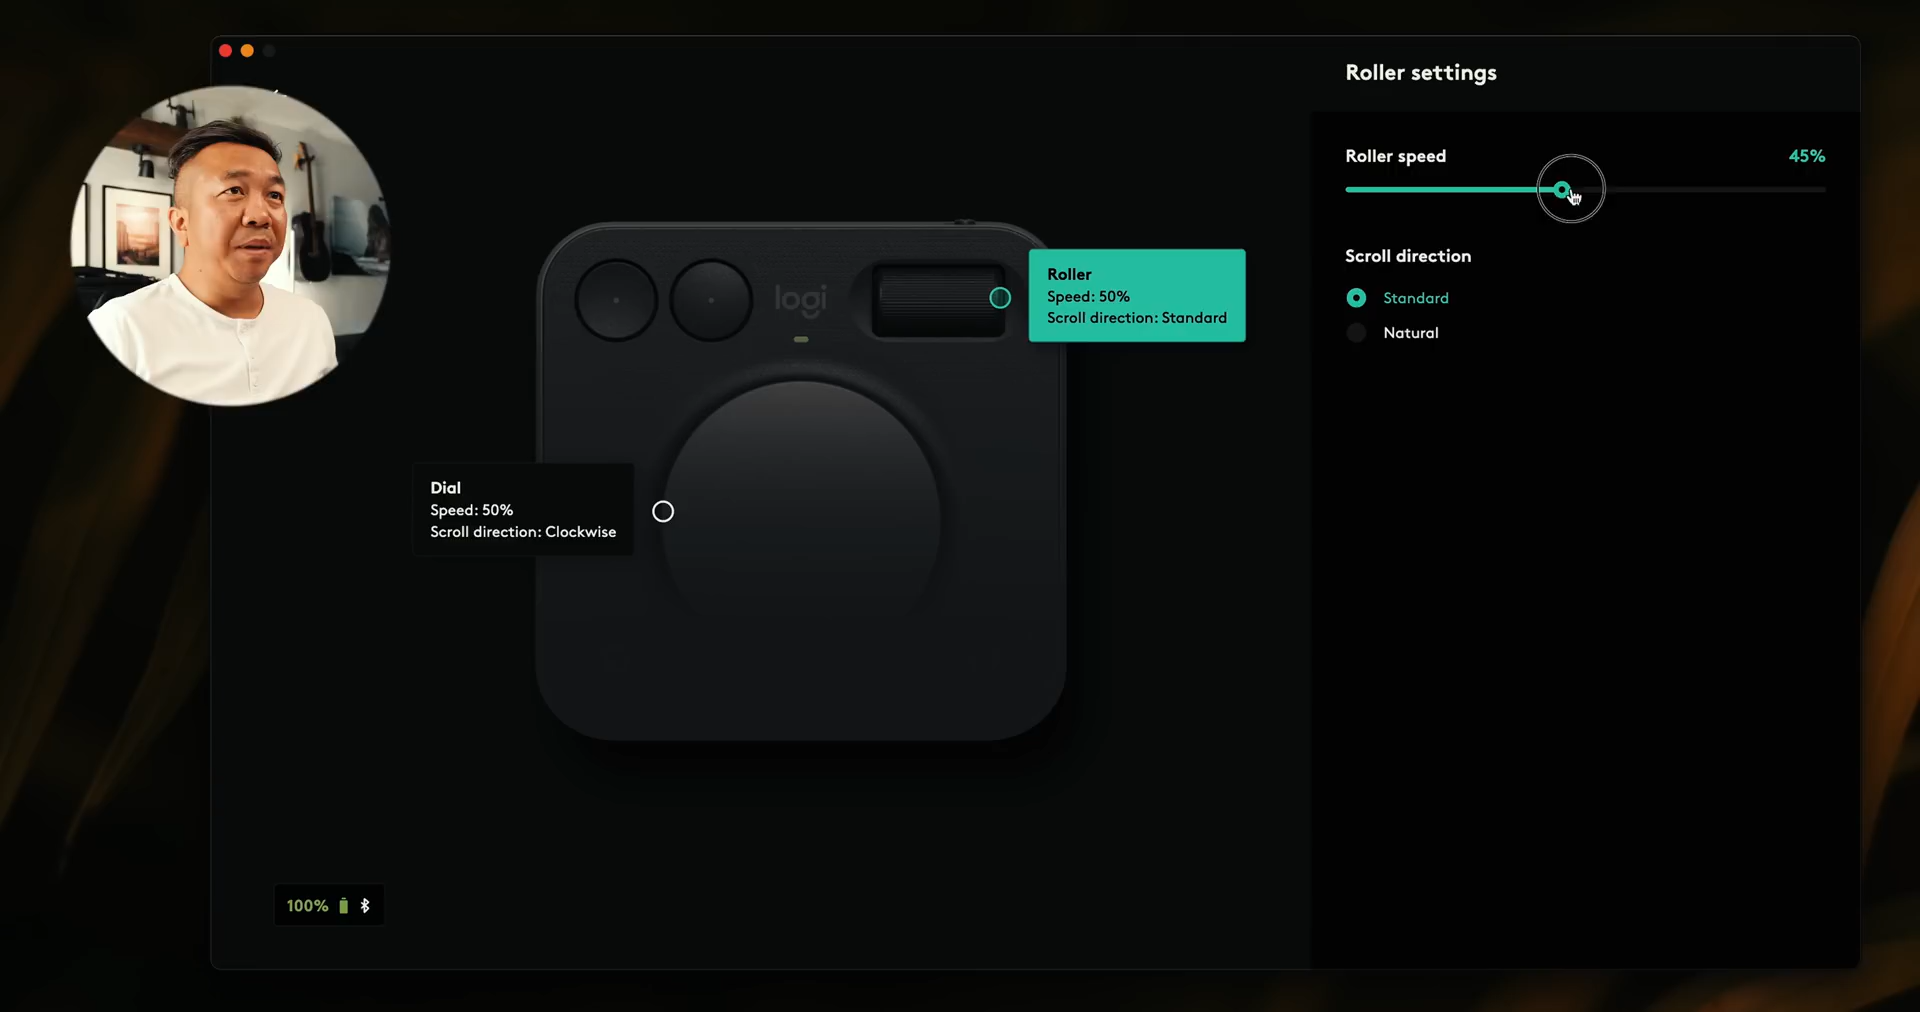 Roller settings
Roller speed
45%
Scroll direction
Standard
Natural
logi
Roller
Speed: 50%
Scroll direction: Standard
Dial
Speed: 50%
Scroll direction: Clockwise
100%